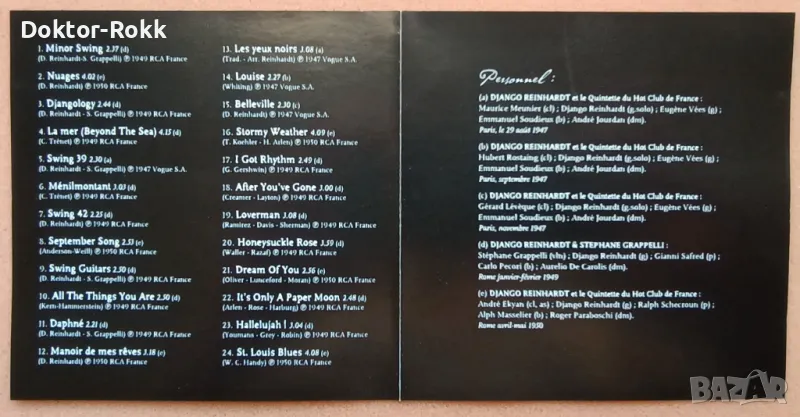 Doktor-Rokk
1. Minor Swing 2.37 (d)
(D. Reinhardt-S. Grappelli) ℗ 1949 RCA France
2. Nuages 4.02 (e)
(D. Reinhardt) ℗ 1950 RCA France
3. Djangology 2.44 (d)
(D. Reinhardt - S. Grappelli) ℗ 1949 RCA France
4. La mer (Beyond The Sea) 4.15 (d)
(C. Trénet) ℗ 1949 RCA France
5. Swing 39 2.30 (a)
(D. Reinhardt - S. Grappelli) ℗ 1947 Vogue S.A.
6. Ménilmontant 3.03 (d)
(C. Trénet) ℗ 1949 RCA France
7. Swing 42 2.25 (d)
(D. Reinhardt) ℗ 1949 RCA France
8. September Song 2.33 (e)
(Anderson-Weill) ℗ 1950 RCA France
9. Swing Guitars 2.30 (d)
(D. Reinhardt - S. Grappelli) ℗ 1949 RCA France
10. All The Things You Are 2.50 (d)
(Kern-Hammerstein) ℗ 1949 RCA France
11. Daphné 2.21 (d)
(D. Reinhardt - S. Grappelli) ℗ 1949 RCA France
12. Manoir de mes rêves 3.18 (e)
(D. Reinhardt) ℗ 1950 RCA France
13. Les yeux noirs 3.08 (a)
(Trad. - Arr. Reinhardt) ℗ 1947 Vogue S.A.
14. Louise 2.27 (b)
(Whiting) ℗ 1947 Vogue S.A.
15. Belleville 2.30 (c)
(D. Reinhardt) ℗ 1947 Vogue S.A.
16. Stormy Weather 4.09 (e)
(T. Koehler - H. Arlen) ℗ 1950 RCA France
17. I Got Rhythm 2.49 (d)
(G. Gershwin) ℗ 1949 RCA France
18. After You've Gone 3.00 (d)
(Creamer - Layton) ℗ 1949 RCA France
19. Loverman 3.08 (d)
(Ramirez - Davis - Sherman) ℗ 1949 RCA France
20. Honeysuckle Rose 3.59 (d)
(Waller - Razaf) ℗ 1949 RCA France
21. Dream Of You 2.56 (e)
(Oliver - Lunceford - Moran) ℗ 1950 RCA France
22. It's Only A Paper Moon 2.48 (d)
(Arlen - Rose - Harburg) ℗ 1949 RCA France
23. Hallelujah ! 3.04 (d)
(Youmans - Grey - Robin) ℗ 1949 RCA France
24. St. Louis Blues 4.08 (e)
(W. C. Handy) ℗ 1950 RCA France
Personnel :
(a) DJANGO REINHARDT et le Quintette du Hot Club de France :
Maurice Meunier (cl) ; Django Reinhardt (g.solo) ; Eugène Vées (g) ;
Emmanuel Soudieux (b) ; André Jourdan (dm).
Paris, le 29 août 1947
(b) DJANGO REINHARDT et le Quintette du Hot Club de France :
Hubert Rostaing (cl) ; Django Reinhardt (g.solo) ; Eugène Vées (g) ;
Emmanuel Soudieux (b) ; André Jourdan (dm).
Paris, septembre 1947
(c) DJANGO REINHARDT et le Quintette du Hot Club de France :
Gérard Lévêque (cl) ; Django Reinhardt (g.solo) ; Eugène Vées (g) ;
Emmanuel Soudieux (b) ; André Jourdan (dm).
Paris, novembre 1947
(d) DJANGO REINHARDT & STEPHANE GRAPPELLI :
Stéphane Grappelli (vln) ; Django Reinhardt (g) ; Gianni Safred (p) ;
Carlo Pecori (b) ; Aurelio De Carolis (dm).
Rome janvier-février 1949
(e) DJANGO REINHARDT et le Quintette du Hot Club de France :
André Ekyan (cl, as) ; Django Reinhardt (g) ; Ralph Schecroun (p) ;
Alph Masselier (b) ; Roger Paraboschi (dm).
Rome avril-mai 1950
BAZAR